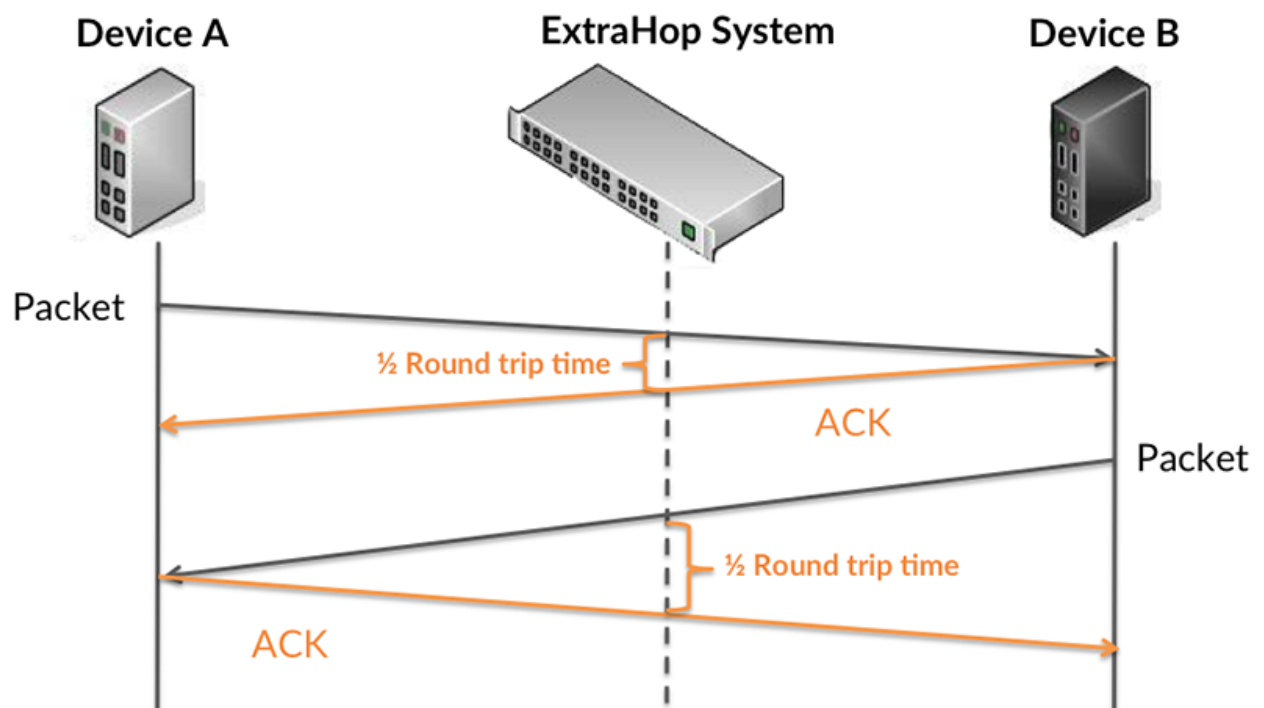 Device A
ExtraHop System
Device B
Packet
½ Round trip time
ACK
Packet
½ Round trip time
ACK